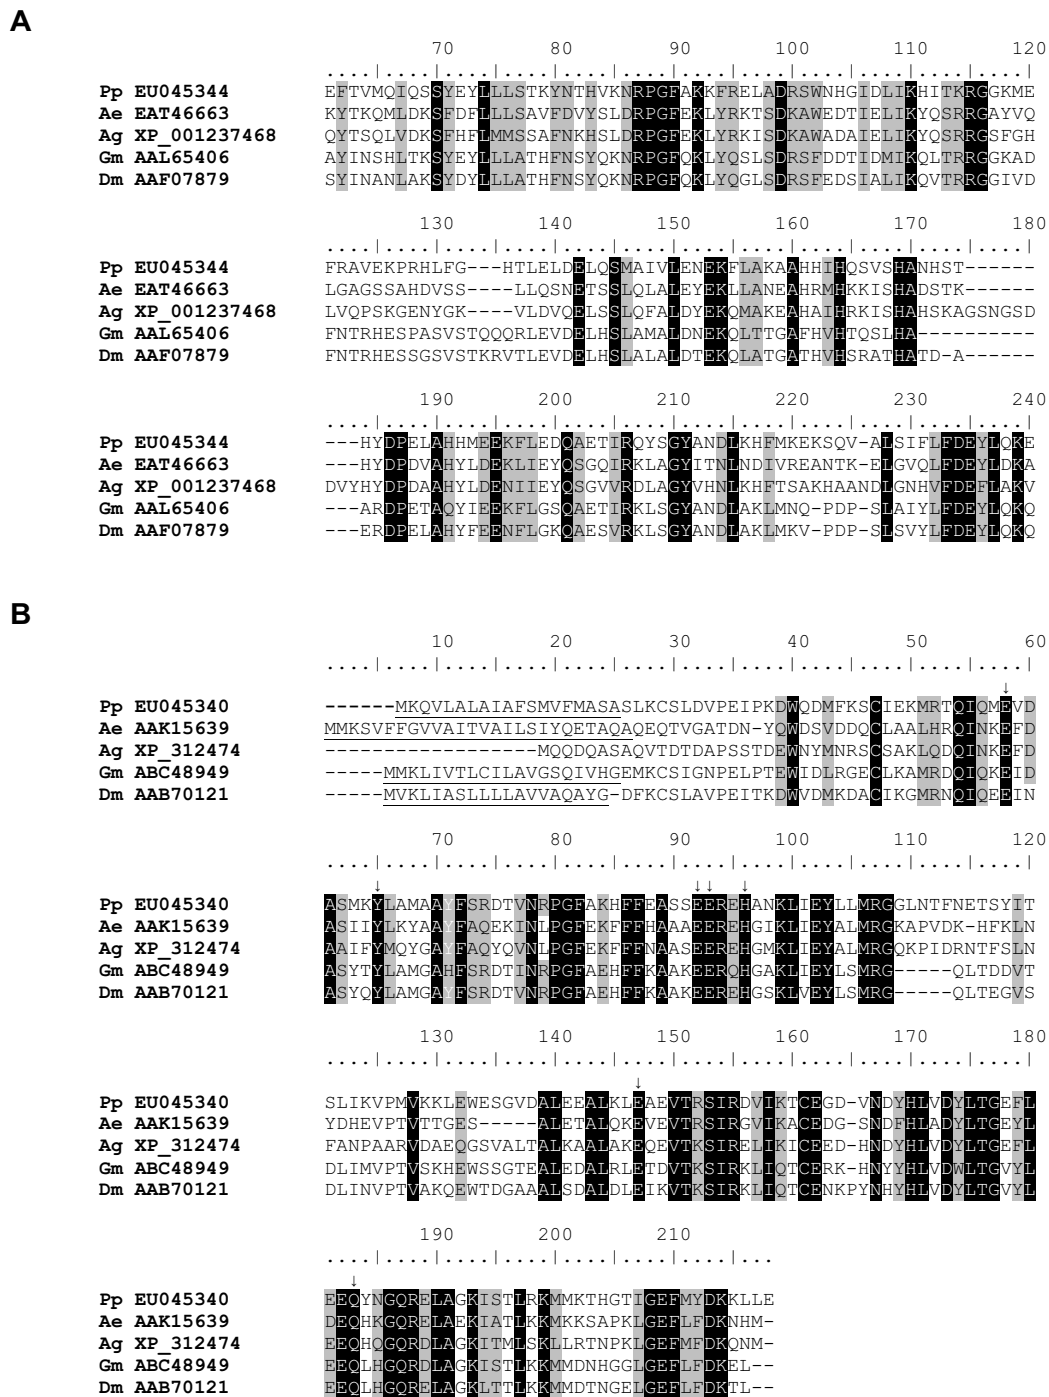 A
70 80 90 100 110 120
....|....|....|....|....|....|....|....|....|....|....|....|
Pp EU045344 EFTVMQIQSSYEYLLLSTKYNTHVKNRPGFAKKFRELADRSWNHGIDLIKHITKRGGKME
Ae EAT46663 KYTKQMLDKSFDFLLLSAVFDVYSLDRPGFEKLYRKTSDKAWEDTIELIKYQSRRGAYVQ
Ag XP_001237468 QYTSQLVDKSFHFLMMSSAFNKHSLDRPGFEKLYRKISDKAWADAIELIKYQSRRGSFGH
Gm AAL65406 AYINSHLTKSYEYLLLATHFNSYQKNRPGFQKLYQSLSDRSFDDTIDMIKQLTRRGGKAD
Dm AAF07879 SYINANLAKSYDYLLLATHFNSYQKNRPGFQKLYQGLSDRSFEDSIALIKQVTRRGGIVD
130 140 150 160 170 180
....|....|....|....|....|....|....|....|....|....|....|....|
Pp EU045344 FRAVEKPRHLFG---HTLELDELQSMAIVLENEKFLAKAAHHIHQSVSHANHST------
Ae EAT46663 LGAGSSAHDVSS----LLQSNETSSLQLALEYEKLLANEAHRMHKKISHADSTK------
Ag XP_001237468 LVQPSKGENYGK----VLDVQELSSLQFALDYEKQMAKEAHAIHRKISHAHSKAGSNGSD
Gm AAL65406 FNTRHESPASVSTQQQRLEVDELHSLAMALDNEKQLTTGAFHVHTQSLHA----------
Dm AAF07879 FNTRHESSGSVSTKRVTLEVDELHSLALALDTEKQLATGATHVHSRATHATD-A------
190 200 210 220 230 240
....|....|....|....|....|....|....|....|....|....|....|....|
Pp EU045344 ---HYDPELAHHMEEKFLEDQAETIRQYSGYANDLKHFMKEKSQV-ALSIFLFDEYLQKE
Ae EAT46663 ---HYDPDVAHYLDEKLIEYQSGQIRKLAGYITNLNDIVREANTK-ELGVQLFDEYLDKA
Ag XP_001237468 DVYHYDPDAAHYLDENIIEYQSGVVRDLAGYVHNLKHFTSAKHAANDLGNHVFDEFLAKV
Gm AAL65406 ---ARDPETAQYIEEKFLGSQAETIRKLSGYANDLAKLMNQ-PDP-SLAIYLFDEYLQKQ
Dm AAF07879 ---ERDPELAHYFEENFLGKQAESVRKLSGYANDLAKLMKV-PDP-SLSVYLFDEYLQKQ
B
10 20 30 40 50 60
....|....|....|....|....|....|....|....|....|....|....|....|
↓
Pp EU045340 ------MKQVLALAIAFSMVFMASASLKCSLDVPEIPKDWQDMFKSCIEKMRTQIQMEVD
Ae AAK15639 MMKSVFFGVVAITVAILSIYQETAQAQEQTVGATDN-YQWDSVDDQCLAALHRQINKEFD
Ag XP_312474 ------------------MQQDQASAQVTDTDAPSSTDEWNYMNRSCSAKLQDQINKEFD
Gm ABC48949 -----MMKLIVTLCILAVGSQIVHGEMKCSIGNPELPTEWIDLRGECLKAMRDQIQKEID
Dm AAB70121 -----MVKLIASLLLLAVVAQAYG-DFKCSLAVPEITKDWVDMKDACIKGMRNQIQEEIN
70 80 90 100 110 120
....|....|....|....|....|....|....|....|....|....|....|....|
↓ ↓↓ ↓
Pp EU045340 ASMKYLAMAAYFSRDTVNRPGFAKHFFEASSEEREHANKLIEYLLMRGGLNTFNETSYIT
Ae AAK15639 ASIIYLKYAAYFAQEKINLPGFEKFFFHAAAEEREHGIKLIEYALMRGKAPVDK-HFKLN
Ag XP_312474 AAIFYMQYGAYFAQYQVNLPGFEKFFFNAASEEREHGMKLIEYALMRGQKPIDRNTFSLN
Gm ABC48949 ASYTYLAMGAHFSRDTINRPGFAEHFFKAAKEERQHGAKLIEYLSMRG-----QLTDDVT
Dm AAB70121 ASYQYLAMGAYFSRDTVNRPGFAEHFFKAAKEEREHGSKLVEYLSMRG-----QLTEGVS
130 140 150 160 170 180
....|....|....|....|....|....|....|....|....|....|....|....|
↓
Pp EU045340 SLIKVPMVKKLEWESGVDALEEALKLEAEVTRSIRDVIKTCEGD-VNDYHLVDYLTGEFL
Ae AAK15639 YDHEVPTVTTGES-----ALETALQKEVEVTRSIRGVIKACEDG-SNDFHLADYLTGEFL
Ag XP_312474 FANPAARVDAEQGSVALTALKAALAKEQEVTKSIRELIKICEED-HNDYHLVDYLTGEFL
Gm ABC48949 DLIMVPTVSKHEWSSGTEALEDALRLETDVTKSIRKLIQTCERK-HNYYHLVDWLTGVYL
Dm AAB70121 DLINVPTVAKQEWTDGAAALSDALDLEIKVTKSIRKLIQTCENKPYNHYHLVDYLTGVYL
190 200 210
....|....|....|....|....|....|....|...
↓
Pp EU045340 EEQYNGQRELAGKISTLRKMMKTHGTIGEFMYDKKLLE
Ae AAK15639 DEQHKGQRELAEKIATLKKMKKSAPKLGEFLFDKNHM-
Ag XP_312474 EEQHQGQRDLAGKITMLSKLLRTNPKLGEFMFDKQNM-
Gm ABC48949 EEQLHGQRDLAGKISTLKKMMDNHGGLGEFLFDKEL--
Dm AAB70121 EEQLHGQRELAGKLTTLKKMMDTNGELGEFLFDKTL--